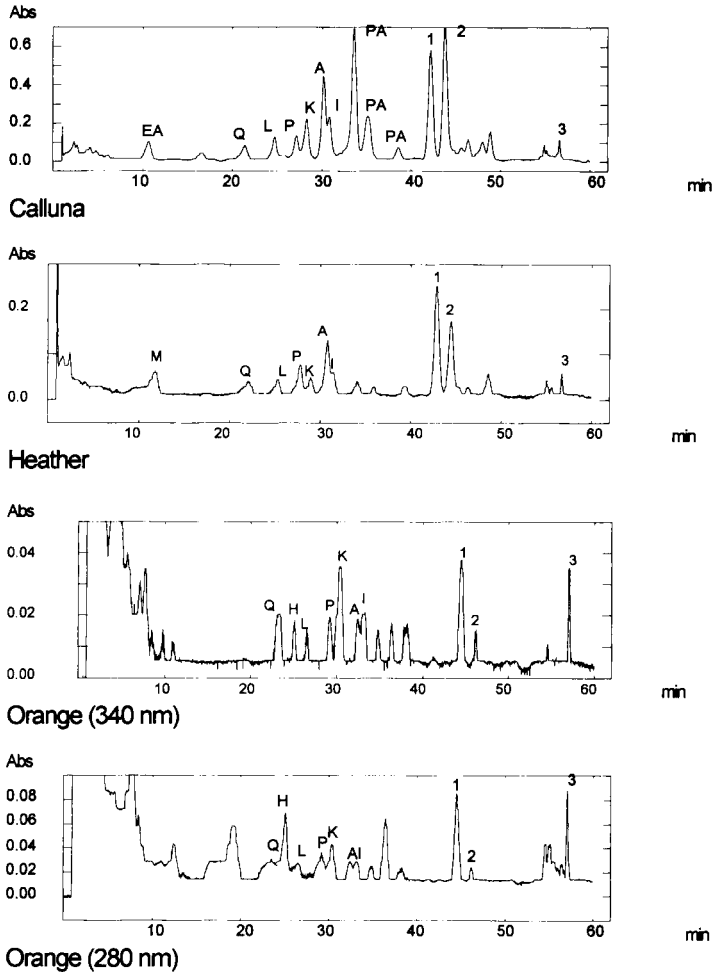 Abs
0.6
0.4
0.2
0.0
EA
Q
L
P
K
A
I
PA
PA
PA
1
2
3
10 20 30 40 50 60
min
Calluna
Abs
0.2
0.0
M
Q
L
P
K
A
1
2
3
10 20 30 40 50 60
min
Heather
Abs
0.04
0.02
0.00
Q
H
L
P
K
A
I
1
2
3
10 20 30 40 50 60
min
Orange (340 nm)
Abs
0.08
0.06
0.04
0.02
0.00
Q
H
L
P
K
AI
1
2
3
10 20 30 40 50 60
min
Orange (280 nm)